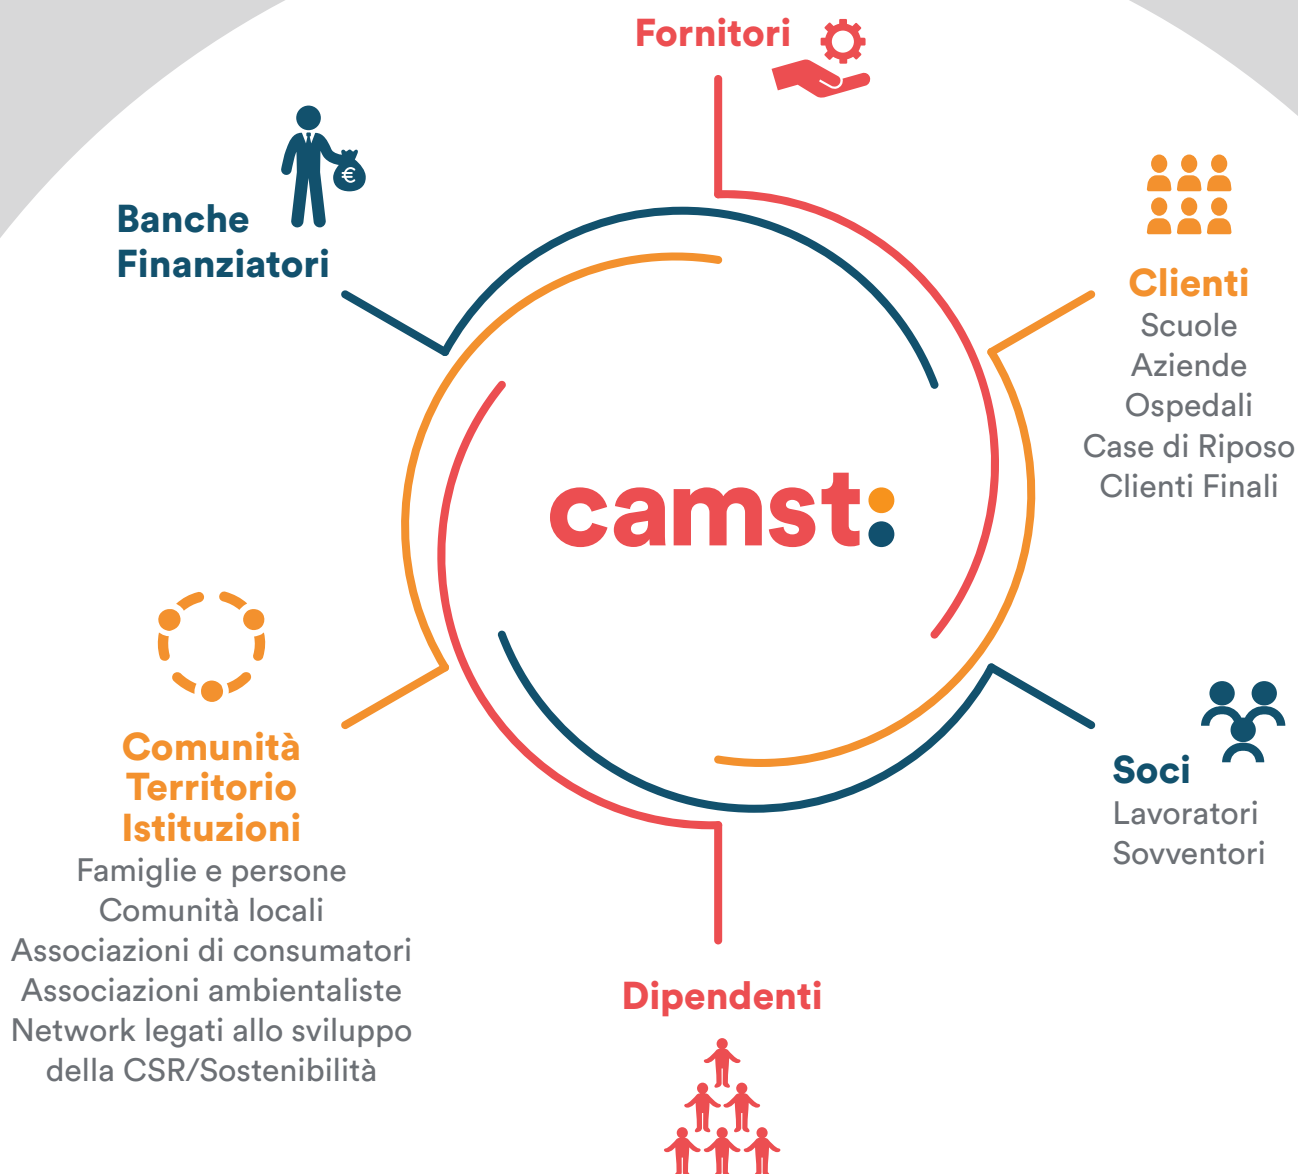 Fornitori
Banche
Finanziatori
€
Clienti
Scuole
Aziende
Ospedali
Case di Riposo
Clienti Finali
camst:
Comunità
Territorio
Istituzioni
Famiglie e persone
Comunità locali
Associazioni di consumatori
Associazioni ambientaliste
Network legati allo sviluppo
della CSR/Sostenibilità
Soci
Lavoratori
Sovventori
Dipendenti